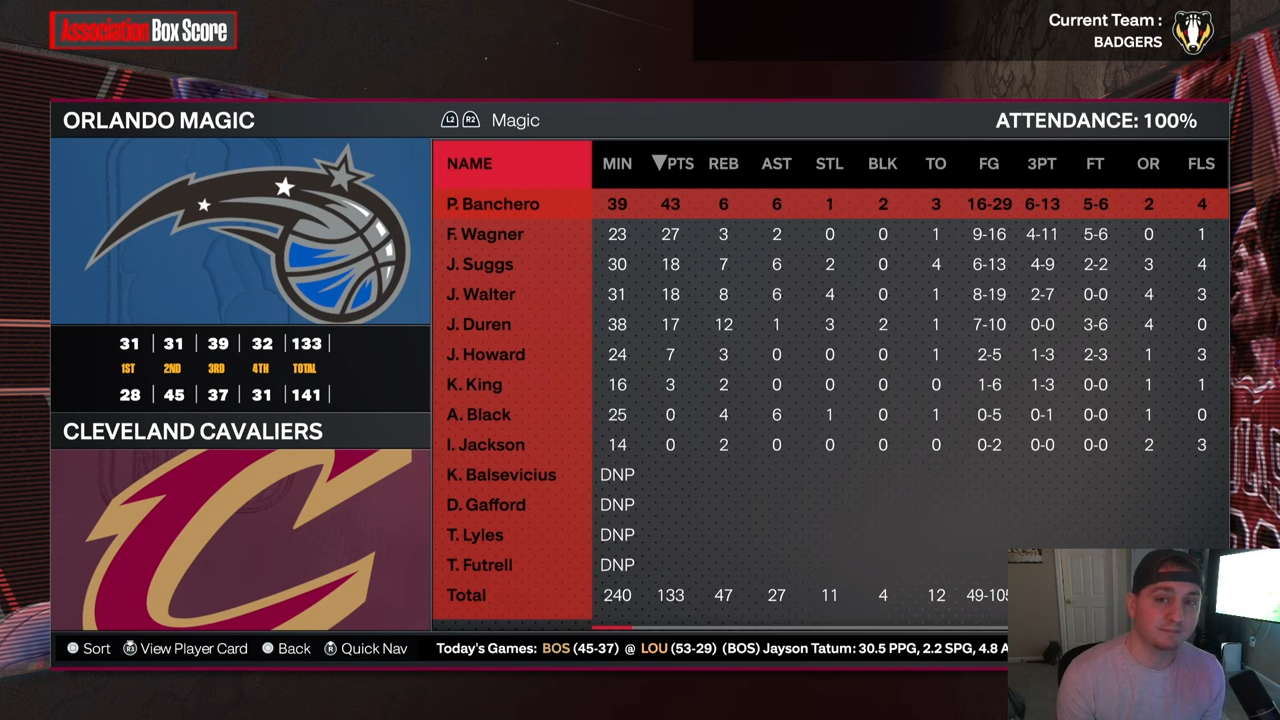 Association Box Score
Current Team :
BADGERS
ORLANDO MAGIC
L2 R2 Magic
ATTENDANCE: 100%
NAME MIN ▼PTS REB AST STL BLK TO FG 3PT FT OR FLS
P. Banchero 39 43 6 6 1 2 3 16-29 6-13 5-6 2 4
F. Wagner 23 27 3 2 0 0 1 9-16 4-11 5-6 0 1
J. Suggs 30 18 7 6 2 0 4 6-13 4-9 2-2 3 4
J. Walter 31 18 8 6 4 0 1 8-19 2-7 0-0 4 3
J. Duren 38 17 12 1 3 2 1 7-10 0-0 3-6 4 0
J. Howard 24 7 3 0 0 0 1 2-5 1-3 2-3 1 3
K. King 16 3 2 0 0 0 0 1-6 1-3 0-0 1 1
A. Black 25 0 4 6 1 0 1 0-5 0-1 0-0 1 0
I. Jackson 14 0 2 0 0 0 0 0-2 0-0 0-0 2 3
K. Balsevicius DNP
D. Gafford DNP
T. Lyles DNP
T. Futrell DNP
Total 240 133 47 27 11 4 12 49-105
31 | 31 | 39 | 32 | 133 |
1ST 2ND 3RD 4TH TOTAL
28 | 45 | 37 | 31 | 141 |
CLEVELAND CAVALIERS
Sort View Player Card Back Quick Nav
Today's Games: BOS (45-37) @ LOU (53-29) (BOS) Jayson Tatum: 30.5 PPG, 2.2 SPG, 4.8 A